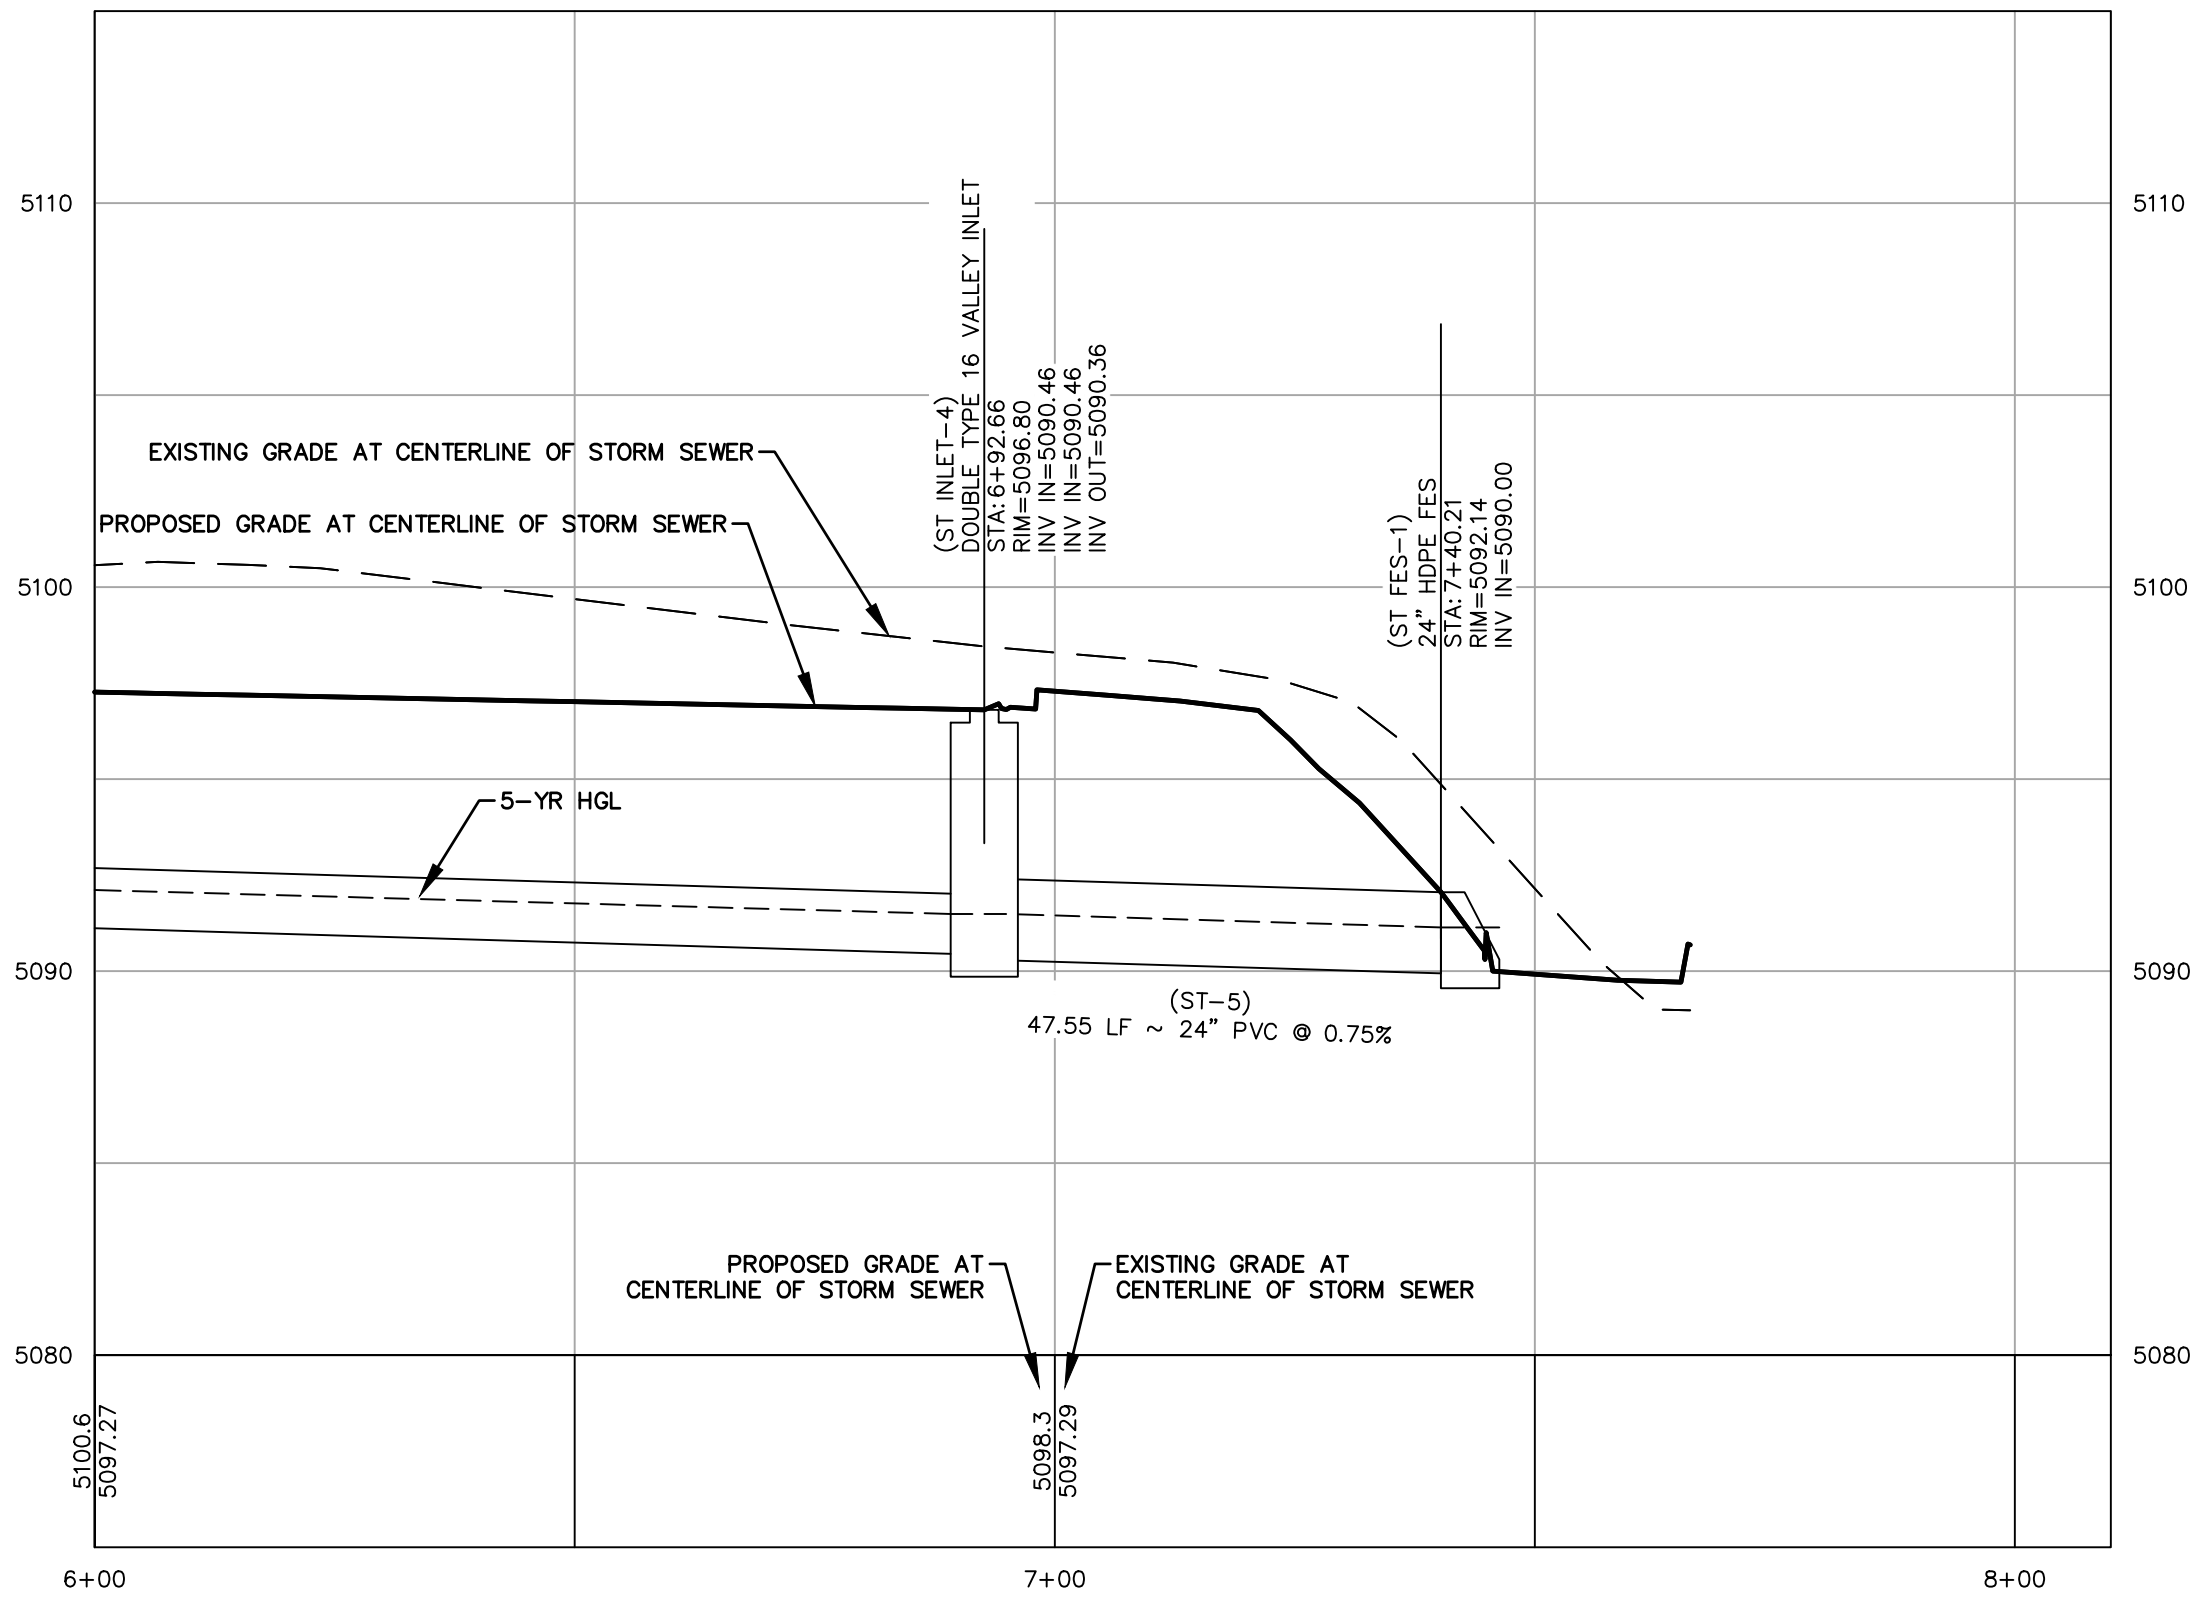 5110
5110
(ST INLET-4)
DOUBLE TYPE 16 VALLEY INLET
STA: 6+92.66
RIM=5096.80
INV IN=5090.46
INV IN=5090.46
INV OUT=5090.36
EXISTING GRADE AT CENTERLINE OF STORM SEWER
PROPOSED GRADE AT CENTERLINE OF STORM SEWER
(ST FES-1)
24" HDPE FES
STA: 7+40.21
RIM=5092.14
INV IN=5090.00
5100
5100
5-YR HGL
5090
5090
(ST-5)
47.55 LF ~ 24" PVC @ 0.75%
PROPOSED GRADE AT
CENTERLINE OF STORM SEWER
EXISTING GRADE AT
CENTERLINE OF STORM SEWER
5080
5080
5100.6
5097.27
5098.3
5097.29
6+00
7+00
8+00